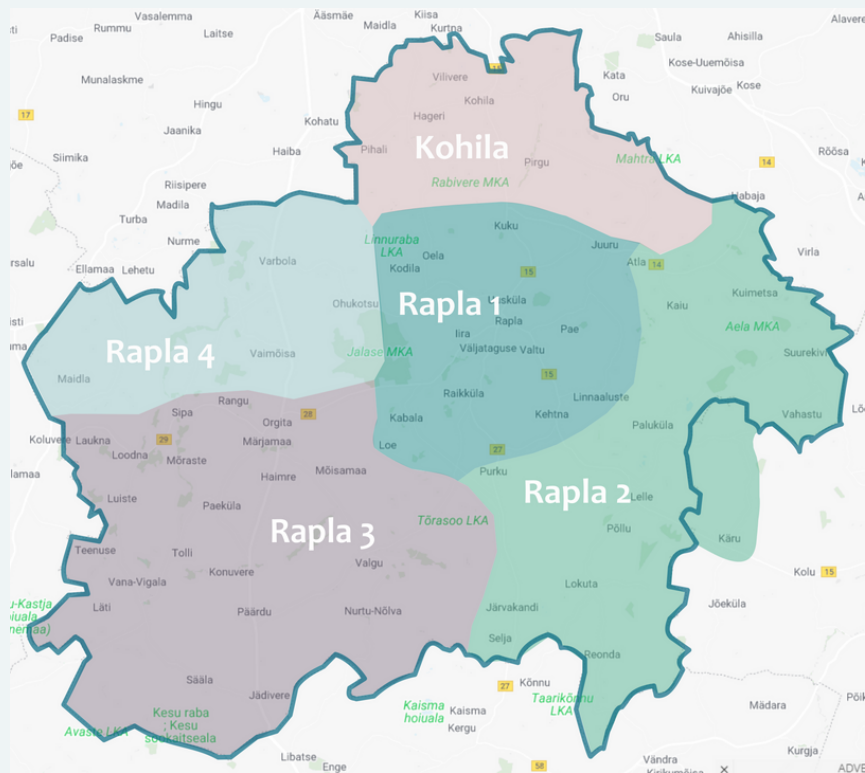 Vasalemma
Ääsmäe
Kiisa
Alavere
Rummu
Maidla
Kurtna
Padise
Laitse
Saula
Ahisilla
Kose-Uuemõisa
Munalaskme
Vilivere
Kata
Kuivajõe
Kose
Kohila
Oru
Hingu
Hageri
17
Kohatu
Jaanika
Pihali
Kohila
Pirgu
Mahtra LKA
14
Rõõsa
Siimika
Haiba
Rabivere MKA
Riisipere
Habaja
Madila
Turba
Kuku
Nurme
Linnuraba
LKA
Oela
Juuru
Virla
Ellamaa
Lehetu
Varbola
Kodila
15
Atla
14
Kuimetsa
Ohukotsu
Rapla 1
Rapla
Kaiu
Iira
Pae
Aela MKA
Rapla 4
Vaimõisa
Jalase MKA
Väljataguse
Valtu
Suurekivi
Maidla
15
Rangu
Raikküla
Linnaaluste
Sipa
28
Kabala
Kehtna
Vahastu
Orgita
Paluküla
Koluvere
Laukna
29
Märjamaa
Loe
27
Loodna
Mõraste
Haimre
Mõisamaa
Purku
Luiste
Paeküla
Rapla 2
Lelle
Rapla 3
Tõrasoo LKA
Põllu
Käru
Teenuse
Tolli
Valgu
Kolu
15
Vana-Vigala
Konuvere
Lokuta
Läti
Päärdu
Nurtu-Nõlva
Järvakandi
Jõeküla
Selja
Reonda
Sääla
Kõnnu
Jädivere
27
Taarikõnnu
LKA
Kesu raba
; Kesu
sookaitseala
Kaisma
hoiuala
Kaisma
Mädara
Avaste LKA
Kergu
Libatse
Enge
58
Vändra
Kurgja